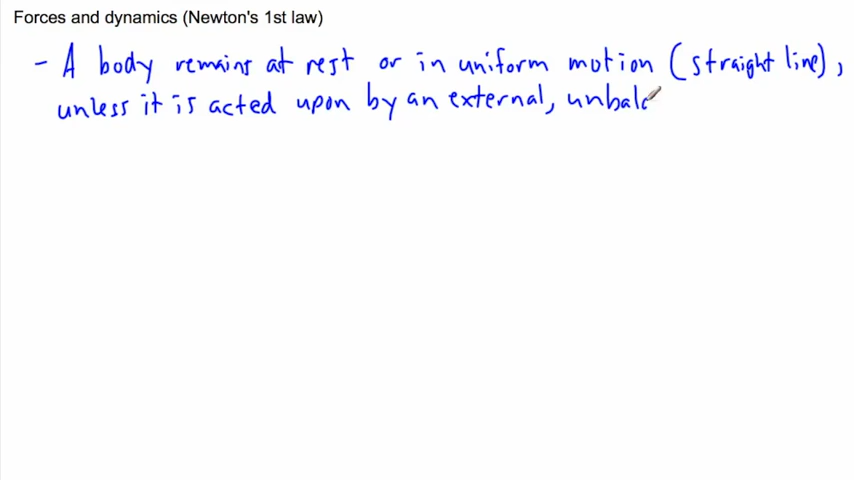 Forces and dynamics (Newton's 1st law)
- A body remains at rest or in uniform motion (straight line),
unless it is acted upon by an external, unbala